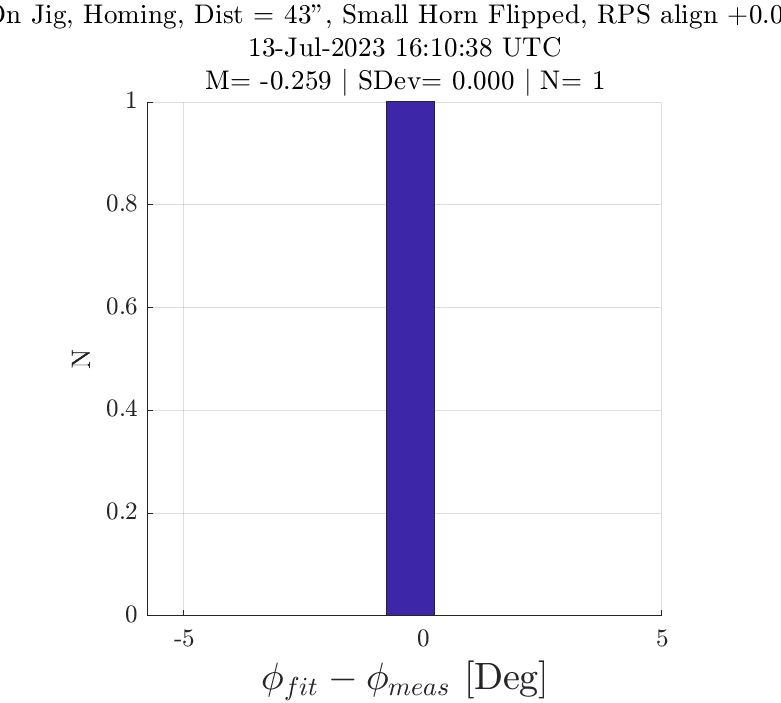 On Jig, Homing, Dist = 43", Small Horn Flipped, RPS align +0.0
13-Jul-2023 16:10:38 UTC
M= -0.259 | SDev= 0.000 | N= 1
1
0.8
0.6
0.4
0.2
0
N
-5 0 5
ϕ_fit − ϕ_meas [Deg]